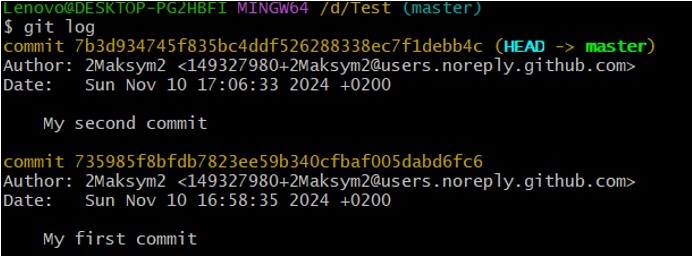 Lenovo@DESKTOP-PG2HBFI MINGW64 /d/Test (master)
$ git log
commit 7b3d934745f835bc4ddf526288338ec7f1debb4c (HEAD -> master)
Author: 2Maksym2 <149327980+2Maksym2@users.noreply.github.com>
Date:   Sun Nov 10 17:06:33 2024 +0200

    My second commit

commit 735985f8bfdb7823ee59b340cfbaf005dabd6fc6
Author: 2Maksym2 <149327980+2Maksym2@users.noreply.github.com>
Date:   Sun Nov 10 16:58:35 2024 +0200

    My first commit